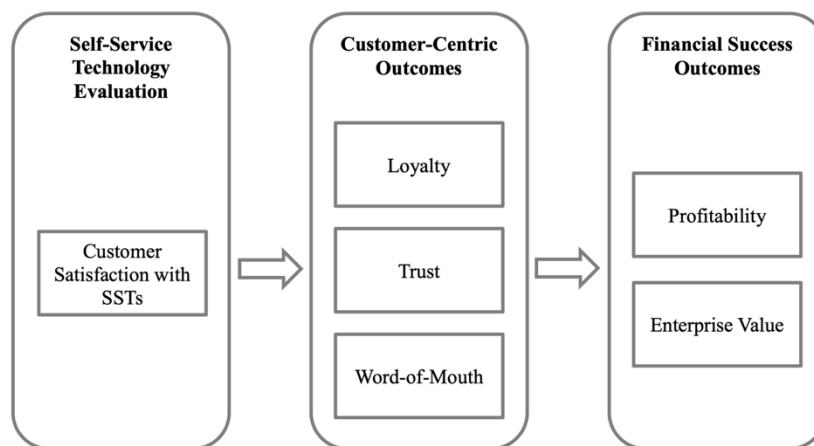 Self-Service
Technology
Evaluation
Customer
Satisfaction with
SSTs
Customer-Centric
Outcomes
Loyalty
Trust
Word-of-Mouth
Financial Success
Outcomes
Profitability
Enterprise Value